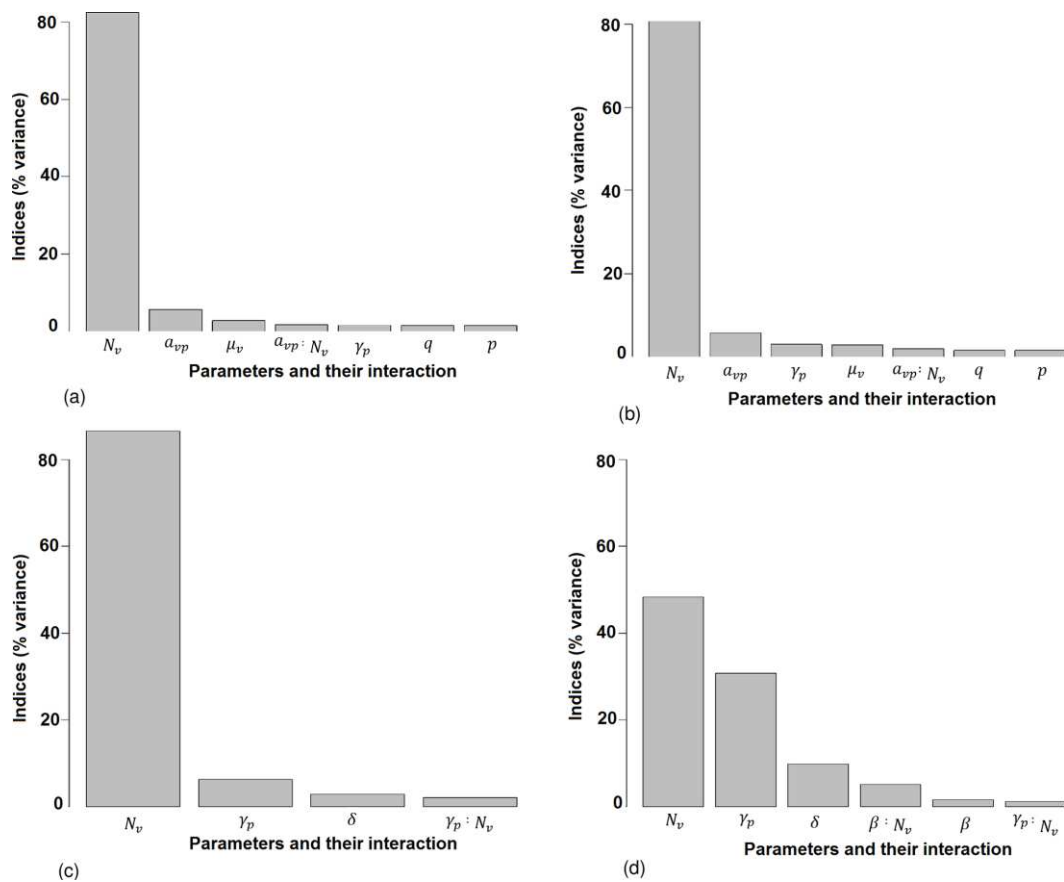 80
60
40
20
0
Indices (% variance)
N_v a_vp μ_v a_vp: N_v γ_p q p
Parameters and their interaction
(a)
80
60
40
20
0
Indices (% variance)
N_v a_vp γ_p μ_v a_vp: N_v q p
Parameters and their interaction
(b)
80
60
40
20
0
Indices (% variance)
N_v γ_p δ γ_p : N_v
Parameters and their interaction
(c)
80
60
40
20
0
Indices (% variance)
N_v γ_p δ β : N_v β γ_p : N_v
Parameters and their interaction
(d)